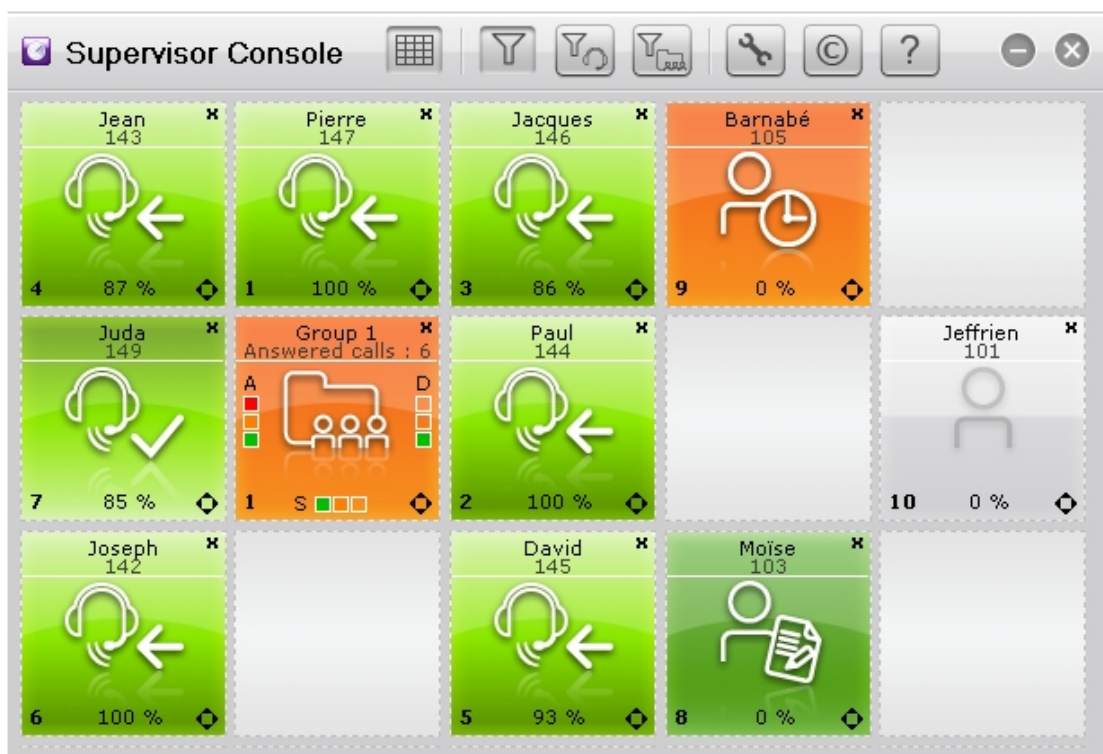 Supervisor Console © ?
Jean
143
4 87 %
Pierre
147
1 100 %
Jacques
146
3 86 %
Barnabé
105
9 0 %
Juda
149
7 85 %
Group 1
Answered calls : 6
A D
1 S
Paul
144
2 100 %
Jeffrien
101
10 0 %
Joseph
142
6 100 %
David
145
5 93 %
Moïse
103
8 0 %